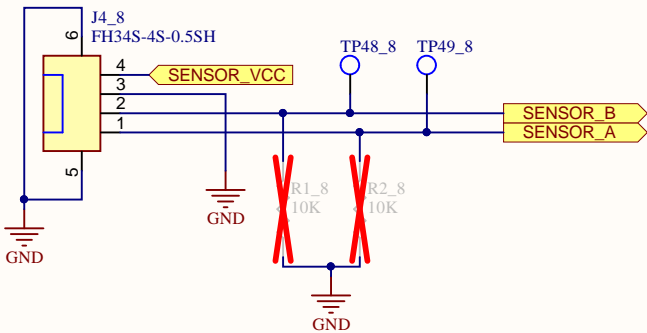 J4_8
FH34S-4S-0.5SH
6
4
3
2
1
5
SENSOR_VCC
TP48_8
TP49_8
SENSOR_B
SENSOR_A
R1_8
10K
R2_8
10K
GND
GND
GND